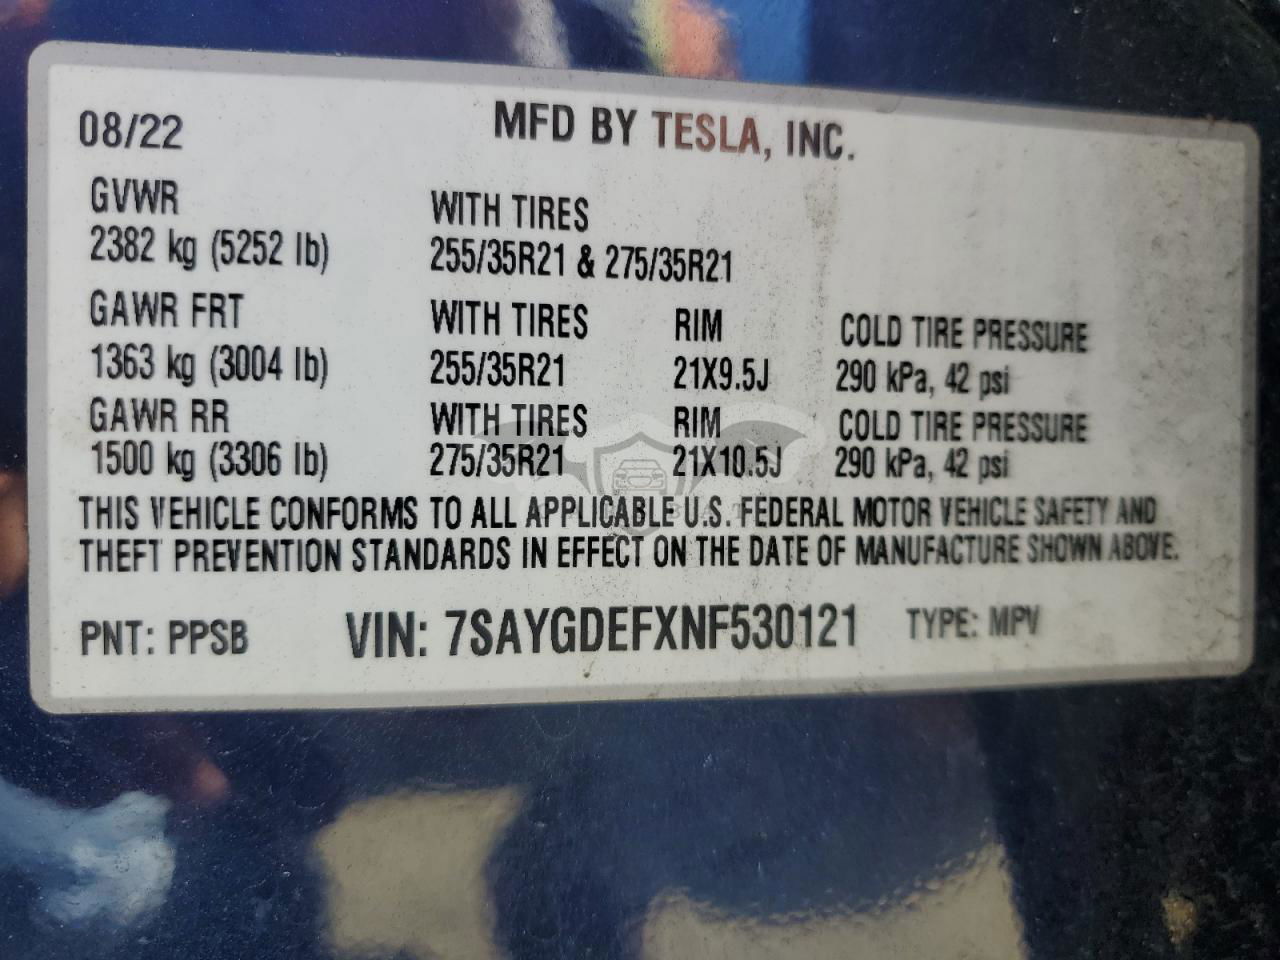 08/22 MFD BY TESLA, INC.
GVWR WITH TIRES
2382 kg (5252 lb) 255/35R21 & 275/35R21
GAWR FRT WITH TIRES RIM COLD TIRE PRESSURE
1363 kg (3004 lb) 255/35R21 21X9.5J 290 kPa, 42 psi
GAWR RR WITH TIRES RIM COLD TIRE PRESSURE
1500 kg (3306 lb) 275/35R21 21X10.5J 290 kPa, 42 psi
THIS VEHICLE CONFORMS TO ALL APPLICABLE U.S. FEDERAL MOTOR VEHICLE SAFETY AND
THEFT PREVENTION STANDARDS IN EFFECT ON THE DATE OF MANUFACTURE SHOWN ABOVE.
PNT: PPSB VIN: 7SAYGDEFXNF530121 TYPE: MPV